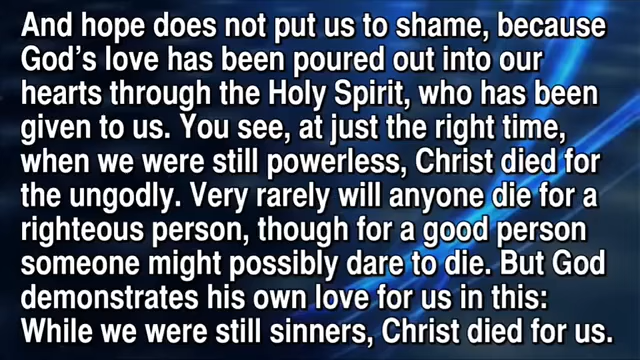 And hope does not put us to shame, because
God’s love has been poured out into our
hearts through the Holy Spirit, who has been
given to us. You see, at just the right time,
when we were still powerless, Christ died for
the ungodly. Very rarely will anyone die for a
righteous person, though for a good person
someone might possibly dare to die. But God
demonstrates his own love for us in this:
While we were still sinners, Christ died for us.